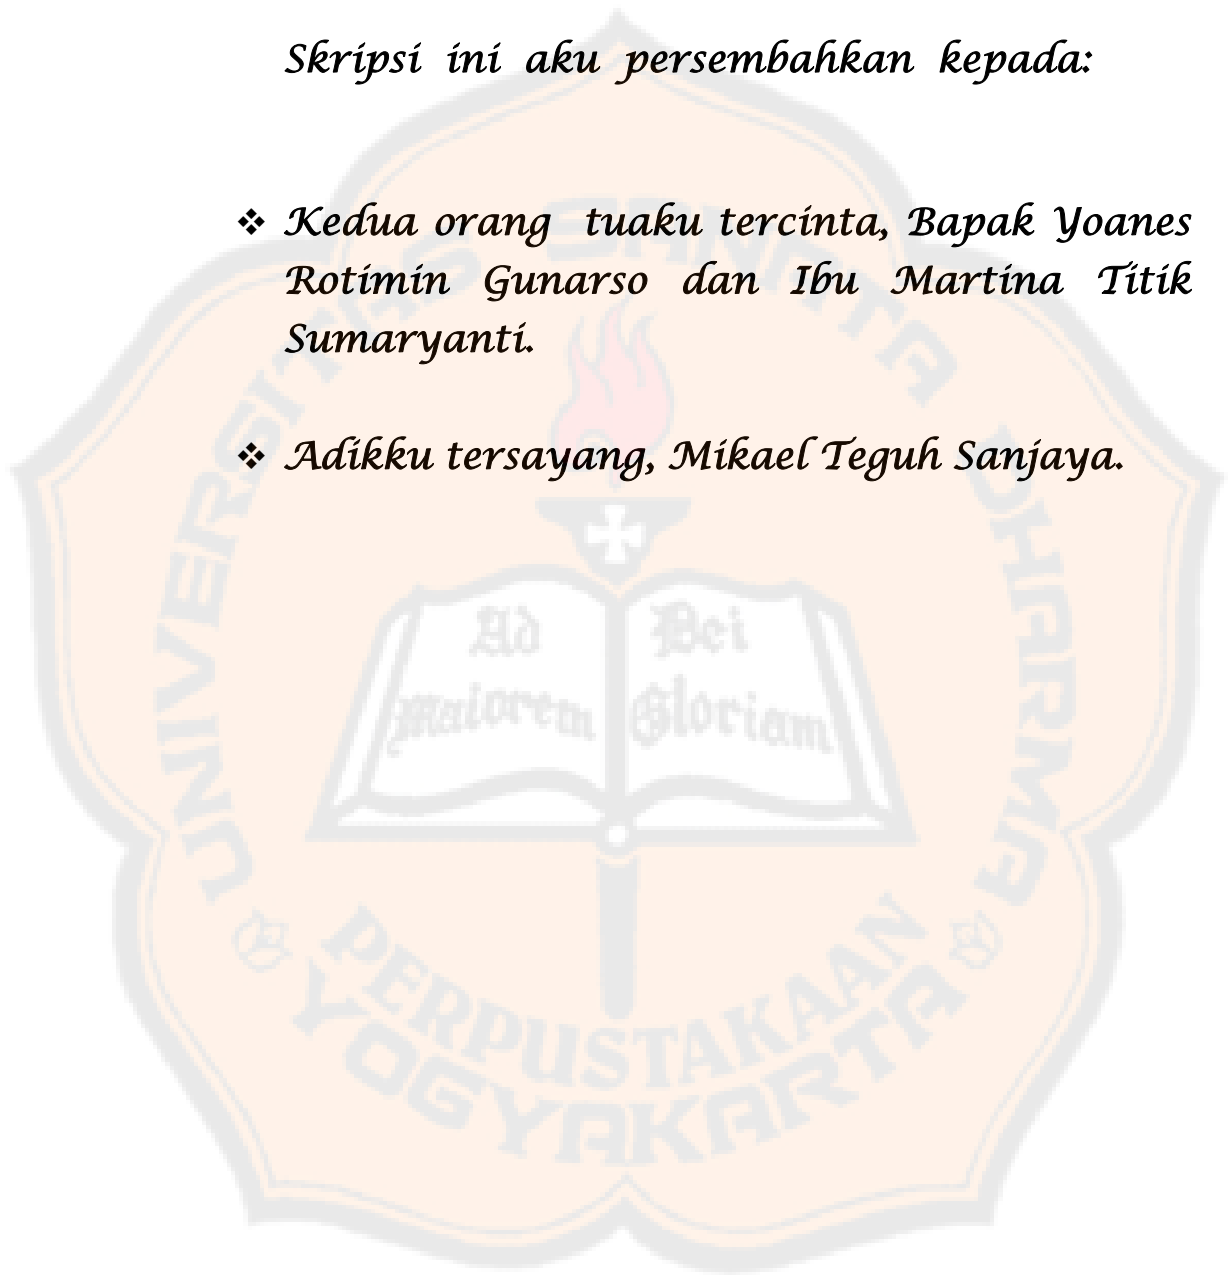 Skripsi ini aku persembahkan kepada:
❖ Kedua orang tuaku tercinta, Bapak Yoanes
Rotimin Gunarso dan Ibu Martina Titik
Sumaryanti.
❖ Adikku tersayang, Mikael Teguh Sanjaya.
UNIVERSITAS SANATA DHARMA
Ad Dei
Maiorem Gloriam
PERPUSTAKAAN
YOGYAKARTA